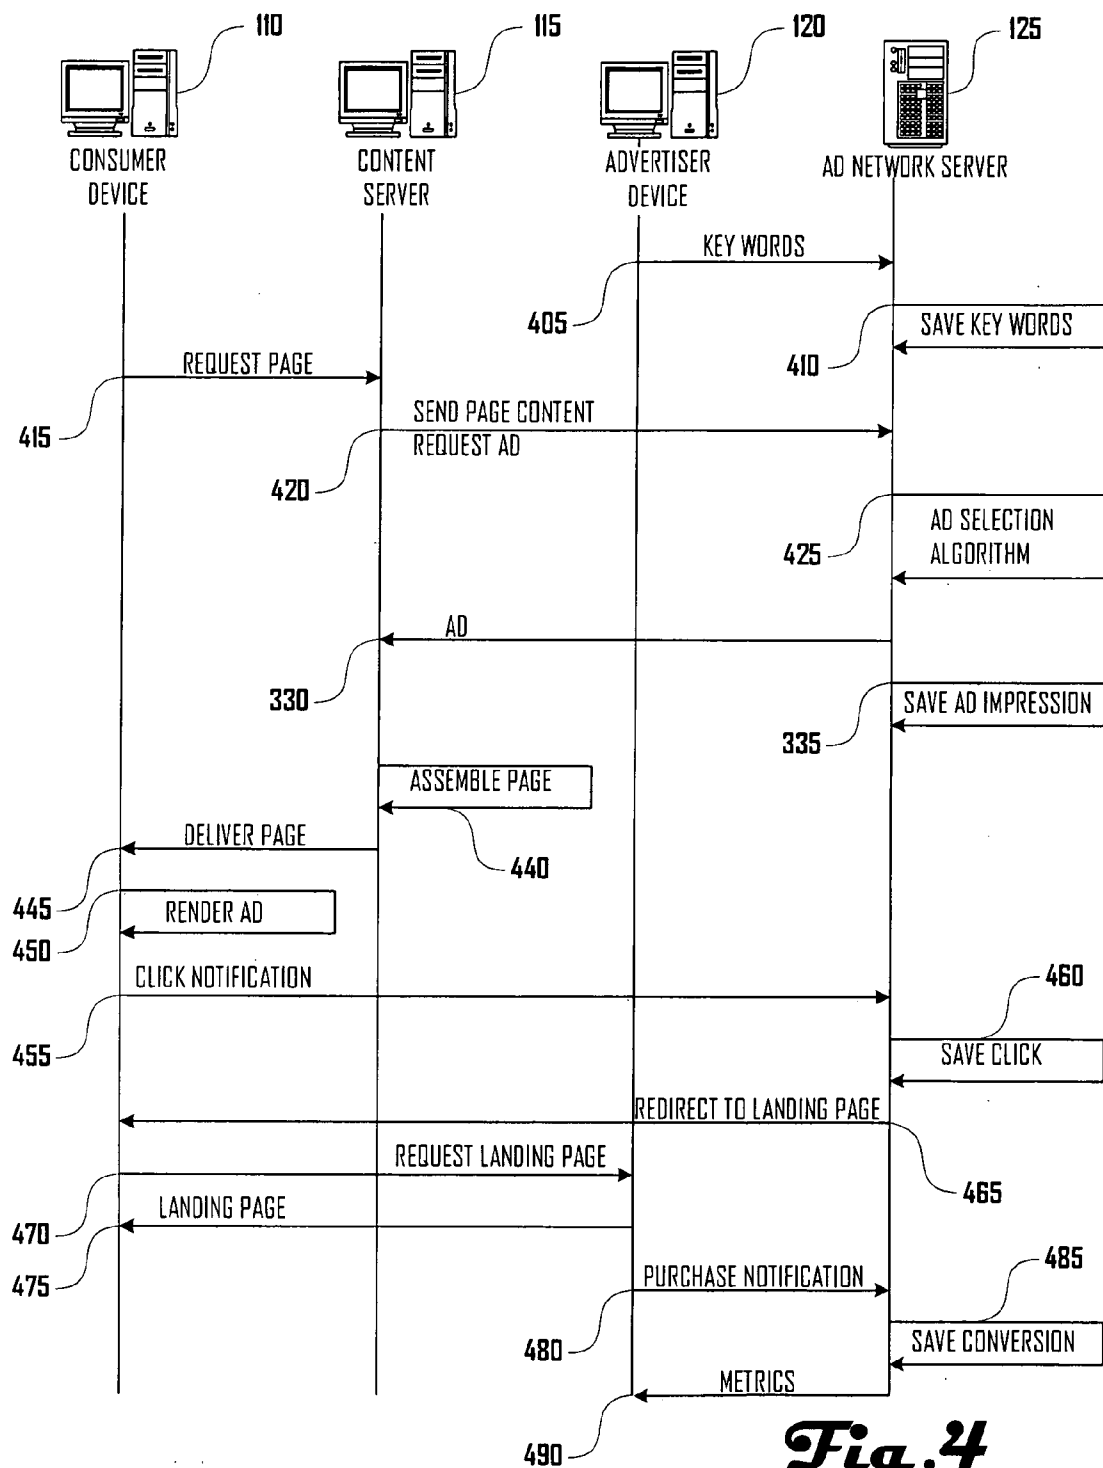 110
115
120
125
CONSUMER
DEVICE
CONTENT
SERVER
ADVERTISER
DEVICE
AD NETWORK SERVER
KEY WORDS
405
SAVE KEY WORDS
410
REQUEST PAGE
415
SEND PAGE CONTENT
REQUEST AD
420
AD SELECTION
ALGORITHM
425
AD
330
SAVE AD IMPRESSION
335
ASSEMBLE PAGE
440
DELIVER PAGE
445
RENDER AD
450
CLICK NOTIFICATION
455
460
SAVE CLICK
REDIRECT TO LANDING PAGE
465
REQUEST LANDING PAGE
470
LANDING PAGE
475
PURCHASE NOTIFICATION
480
485
SAVE CONVERSION
METRICS
490
Fig.4